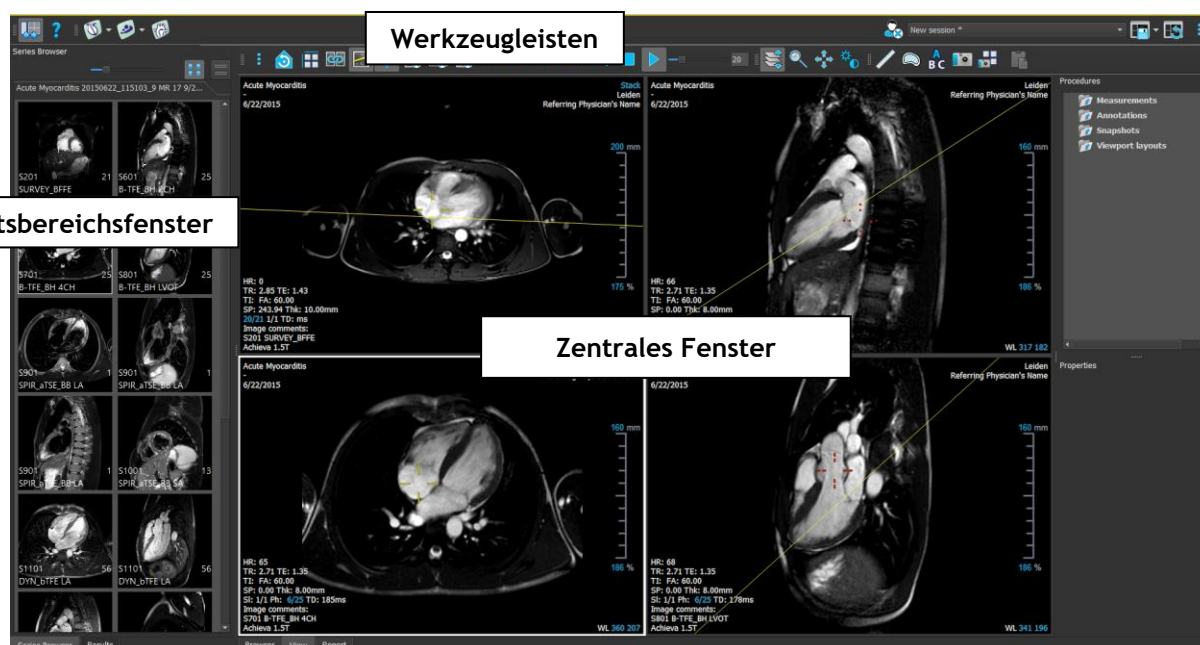 Werkzeugleisten
New session *
Series Browser
20
A
B C
Acute Myocarditis 20150622_115103_9 MR 17 9/2...
S201 21
SURVEY_BFFE
S601 25
B-TFE_BH 2CH
tsbereichsfenster
S701 25
B-TFE_BH 4CH
S801 25
B-TFE_BH LVOT
S901 1
SPIR_aTSE_BB LA
S901 1
SPIR_aTSE_BB LA
S901 1
SPIR_aTSE_BB LA
S1001 13
SPIR_aTSE_BB SA
S1101 56
DYN_bTFE LA
S1101 56
DYN_bTFE LA
Acute Myocarditis
-
6/22/2015
Stack
Leiden
Referring Physician's Name
200 mm
175 %
HR: 0
TR: 2.85 TE: 1.43
TI: FA: 60.00
SP: 243.94 Thk: 10.00mm
20/21 1/1 TD: ms
Image comments:
S201 SURVEY_BFFE
Achieva 1.5T
Acute Myocarditis
-
6/22/2015
Leiden
Referring Physician's Name
160 mm
186 %
HR: 66
TR: 2.71 TE: 1.35
TI: FA: 60.00
SP: 0.00 Thk: 8.00mm
WL 317 182
Zentrales Fenster
Acute Myocarditis
-
6/22/2015
160 mm
186 %
HR: 65
TR: 2.71 TE: 1.35
TI: FA: 60.00
SP: 0.00 Thk: 8.00mm
Sl: 1/1 Ph: 6/25 TD: 185ms
Image comments:
S701 B-TFE_BH 4CH
Achieva 1.5T
WL 360 207
Leiden
Referring Physician's Name
160 mm
186 %
HR: 68
TR: 2.71 TE: 1.35
TI: FA: 60.00
SP: 0.00 Thk: 8.00mm
Sl: 1/1 Ph: 6/25 TD: 178ms
Image comments:
S801 B-TFE_BH LVOT
Achieva 1.5T
WL 341 196
Acute Myocarditis
-
6/22/2015
Procedures
Measurements
Annotations
Snapshots
Viewport layouts
Properties
Series Browser Results
Browse View Report